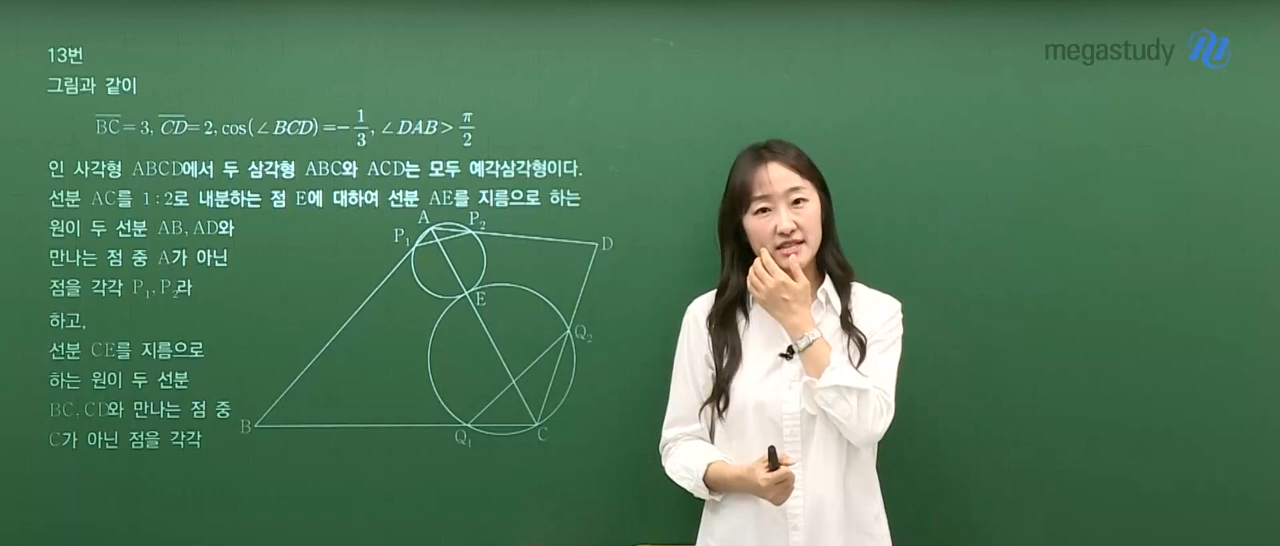 megastudy
13번
그림과 같이
BC=3, CD=2, cos(∠BCD)=-1/3, ∠DAB>π/2
인 사각형 ABCD에서 두 삼각형 ABC와 ACD는 모두 예각삼각형이다.
선분 AC를 1:2로 내분하는 점 E에 대하여 선분 AE를 지름으로 하는
원이 두 선분 AB, AD와
만나는 점 중 A가 아닌
점을 각각 P₁, P₂라
하고,
선분 CE를 지름으로
하는 원이 두 선분
BC, CD와 만나는 점 중
C가 아닌 점을 각각
A
P₂
P₁
D
E
Q₂
B
Q₁
C